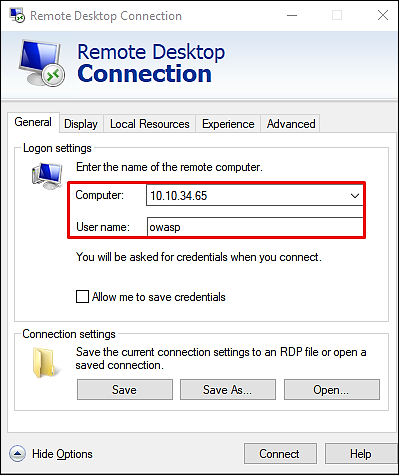 Remote Desktop Connection
Remote Desktop
Connection
General Display Local Resources Experience Advanced
Logon settings
Enter the name of the remote computer.
Computer: 10.10.34.65
User name: owasp
You will be asked for credentials when you connect.
Allow me to save credentials
Connection settings
Save the current connection settings to an RDP file or open a
saved connection.
Save Save As... Open...
Hide Options Connect Help